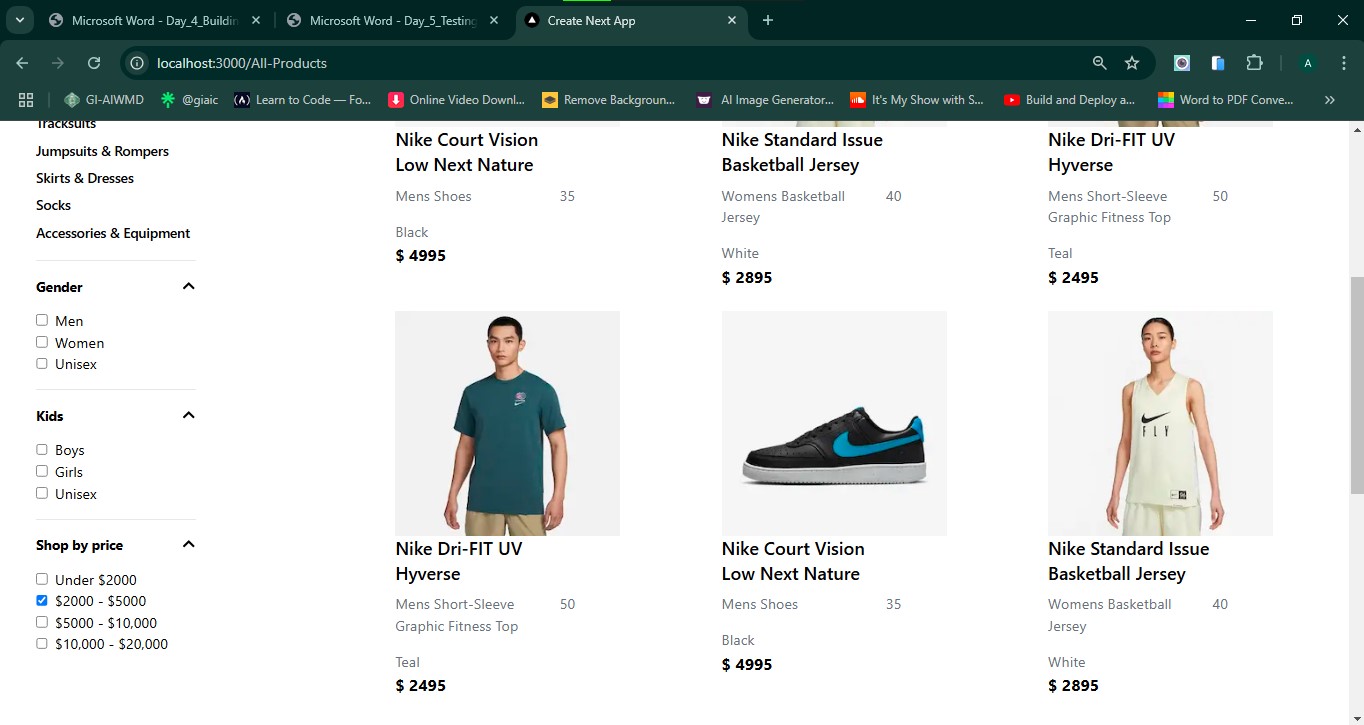 Microsoft Word - Day_4_Buildin
Microsoft Word - Day_5_Testing
Create Next App
localhost:3000/All-Products
A
GI-AIWMD
@giaic
Learn to Code — Fo...
Online Video Downl...
Remove Backgroun...
AI Image Generator...
It's My Show with S...
Build and Deploy a...
Word to PDF Conve...
Tracksuits
Jumpsuits & Rompers
Skirts & Dresses
Socks
Accessories & Equipment
Gender
Men
Women
Unisex
Kids
Boys
Girls
Unisex
Shop by price
Under $2000
$2000 - $5000
$5000 - $10,000
$10,000 - $20,000
Nike Court Vision
Low Next Nature
Mens Shoes 35
Black
$ 4995
Nike Standard Issue
Basketball Jersey
Womens Basketball 40
Jersey
White
$ 2895
Nike Dri-FIT UV
Hyverse
Mens Short-Sleeve 50
Graphic Fitness Top
Teal
$ 2495
Nike Dri-FIT UV
Hyverse
Mens Short-Sleeve 50
Graphic Fitness Top
Teal
$ 2495
Nike Court Vision
Low Next Nature
Mens Shoes 35
Black
$ 4995
FLY
Nike Standard Issue
Basketball Jersey
Womens Basketball 40
Jersey
White
$ 2895